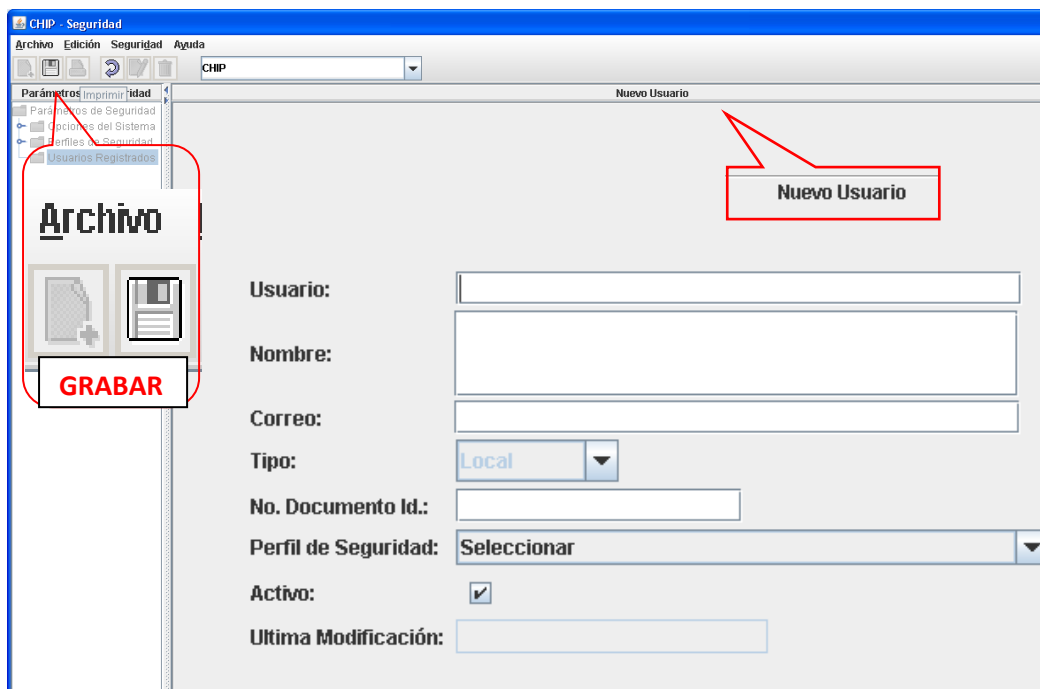 CHIP - Seguridad
Archivo Edición Seguridad Ayuda
CHIP
Parámetros ridad
Imprimir
Nuevo Usuario
Parámetros de Seguridad
Opciones del Sistema
Perfiles de Seguridad
Usuarios Registrados
Nuevo Usuario
Archivo
GRABAR
Usuario:
Nombre:
Correo:
Tipo: Local
No. Documento Id.:
Perfil de Seguridad: Seleccionar
Activo:
Ultima Modificación: